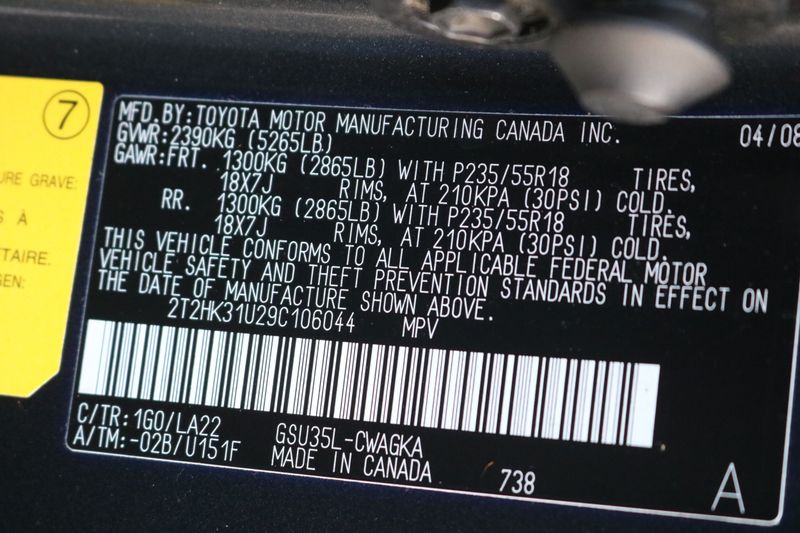 7
URE GRAVE:
S À
TAIRE.
GEN:
MFD. BY: TOYOTA MOTOR MANUFACTURING CANADA INC. 04/08
GVWR: 2390KG (5265LB)
GAWR: FRT. 1300KG (2865LB) WITH P235/55R18 TIRES,
18X7J RIMS, AT 210KPA (30PSI) COLD.
RR. 1300KG (2865LB) WITH P235/55R18 TIRES,
18X7J RIMS, AT 210KPA (30PSI) COLD.
THIS VEHICLE CONFORMS TO ALL APPLICABLE FEDERAL MOTOR
VEHICLE SAFETY AND THEFT PREVENTION STANDARDS IN EFFECT ON
THE DATE OF MANUFACTURE SHOWN ABOVE.
2T2HK31U29C106044 MPV
C/TR: 1G0/LA22 GSU35L-CWAGKA
A/TM: -02B/U151F MADE IN CANADA 738 A